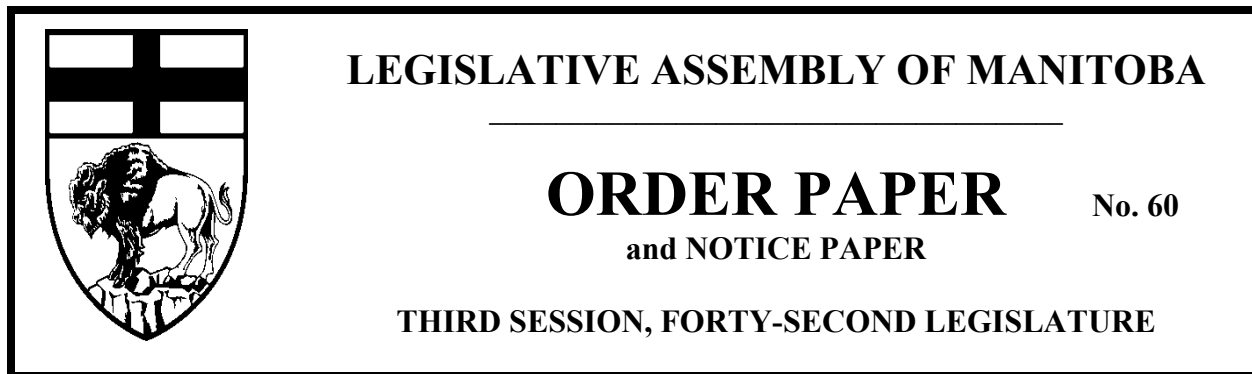 LEGISLATIVE ASSEMBLY OF MANITOBA
ORDER PAPER No. 60
and NOTICE PAPER
THIRD SESSION, FORTY-SECOND LEGISLATURE